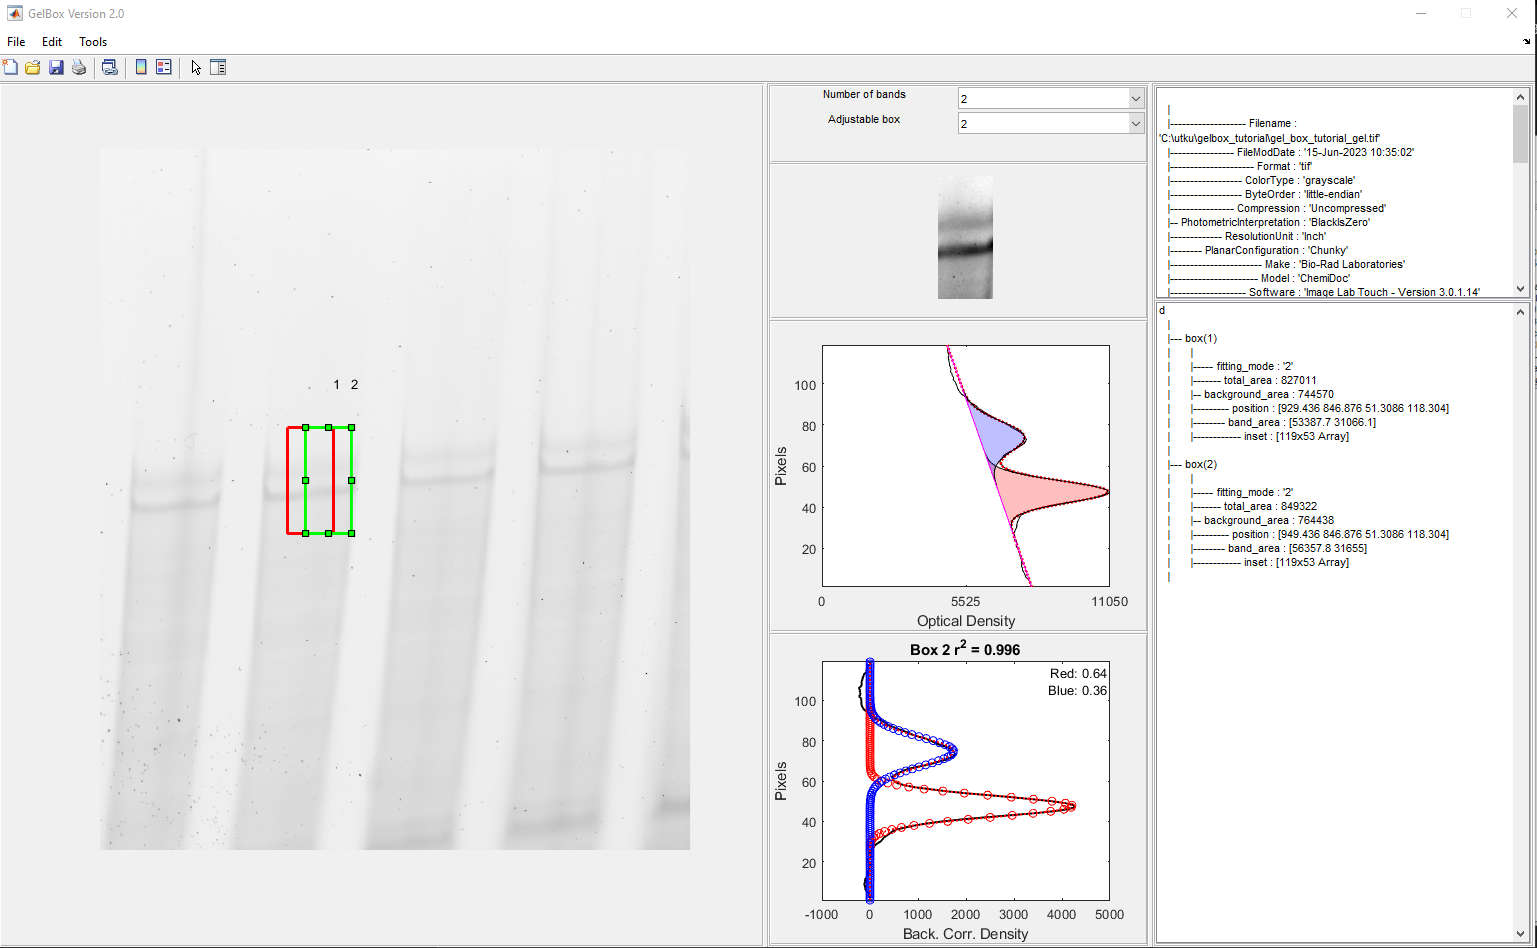 GelBox Version 2.0
File Edit Tools
1 2
Number of bands 2
Adjustable box 2
100
80
60
40
20
Pixels
0 5525 11050
Optical Density
Box 2 r2 = 0.996
Red: 0.64
Blue: 0.36
100
80
60
40
20
Pixels
-1000 0 1000 2000 3000 4000 5000
Back. Corr. Density
|------------------- Filename :
'C:\utku\gelbox_tutorial\gel_box_tutorial_gel.tif'
|---------------- FileModDate : '15-Jun-2023 10:35:02'
|--------------------- Format : 'tif'
|------------------ ColorType : 'grayscale'
|------------------ ByteOrder : 'little-endian'
|---------------- Compression : 'Uncompressed'
|-- PhotometricInterpretation : 'BlackIsZero'
|------------- ResolutionUnit : 'Inch'
|-------- PlanarConfiguration : 'Chunky'
|----------------------- Make : 'Bio-Rad Laboratories'
|---------------------- Model : 'ChemiDoc'
|------------------- Software : 'Image Lab Touch - Version 3.0.1.14'
d
|--- box(1)
|----- fitting_mode : '2'
|------- total_area : 827011
|-- background_area : 744570
|--------- position : [929.436 846.876 51.3086 118.304]
|-------- band_area : [53387.7 31066.1]
|------------ inset : [119x53 Array]
|--- box(2)
|----- fitting_mode : '2'
|------- total_area : 849322
|-- background_area : 764438
|--------- position : [949.436 846.876 51.3086 118.304]
|-------- band_area : [56357.8 31655]
|------------ inset : [119x53 Array]